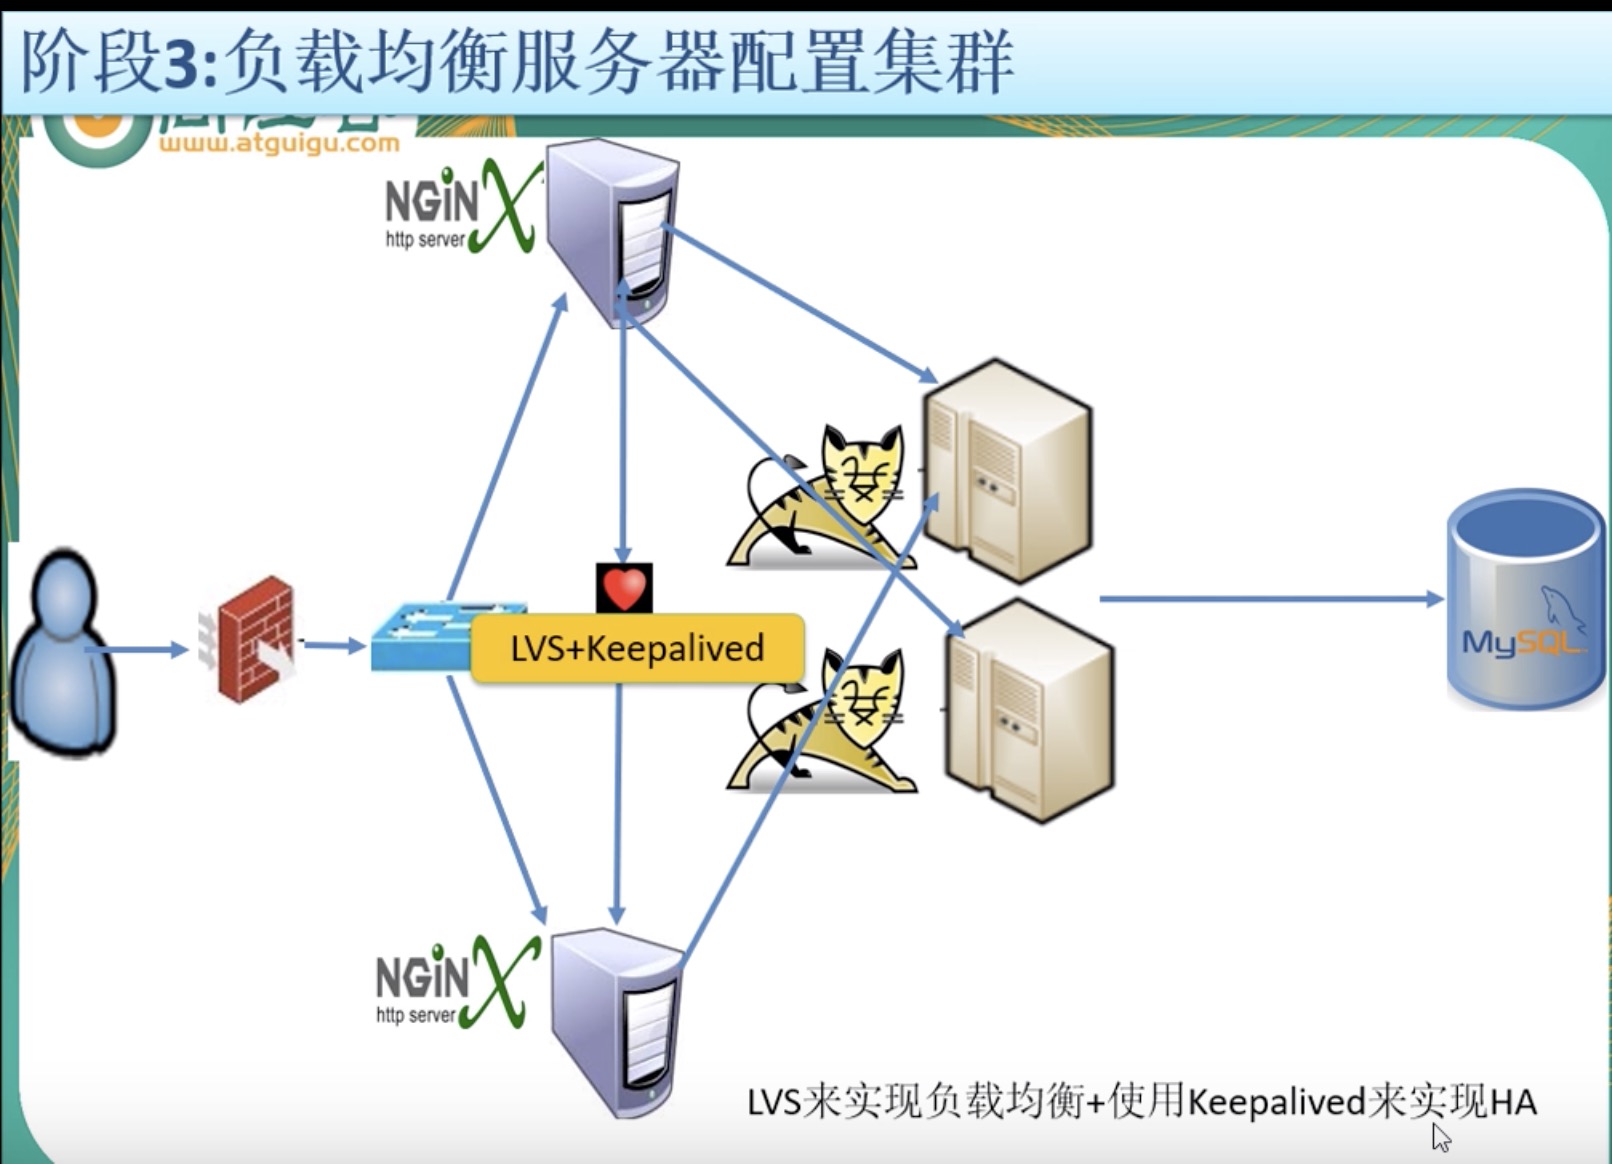 阶段3:负载均衡服务器配置集群
www.atguigu.com
NGiNX
http server
LVS+Keepalived
MySQL
NGiNX
http server
LVS来实现负载均衡+使用Keepalived来实现HA